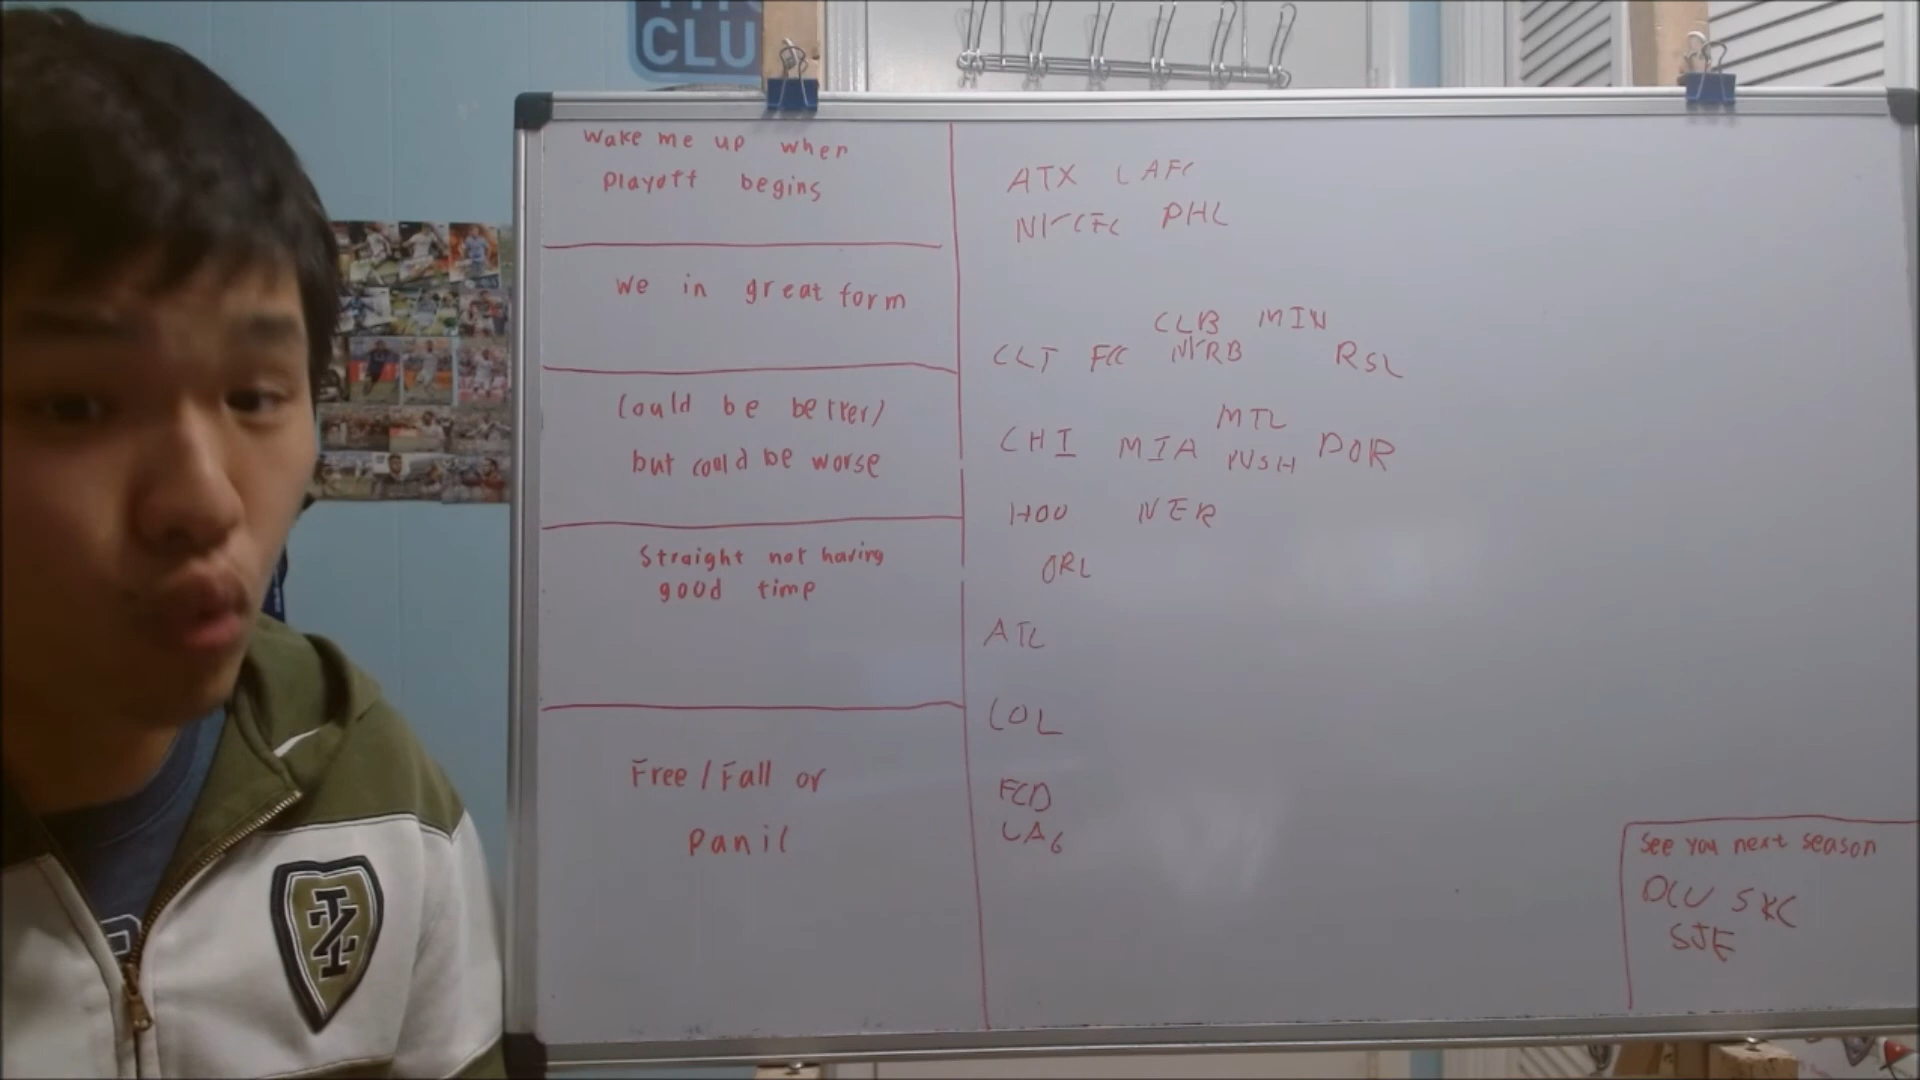 CLU
Wake me up when
playoff begins
ATX LAFC
NYCFC PHL
We in great form
CLB MIN
CLT FCC NYRB RSL
Could be better/
but could be worse
MTL
CHI MIA NSH POR
HOU NER
ORL
Straight not having
good time
ATL
COL
Free/Fall or
Panic
FCD
LAG
See you next season
DCU SKC
SJE